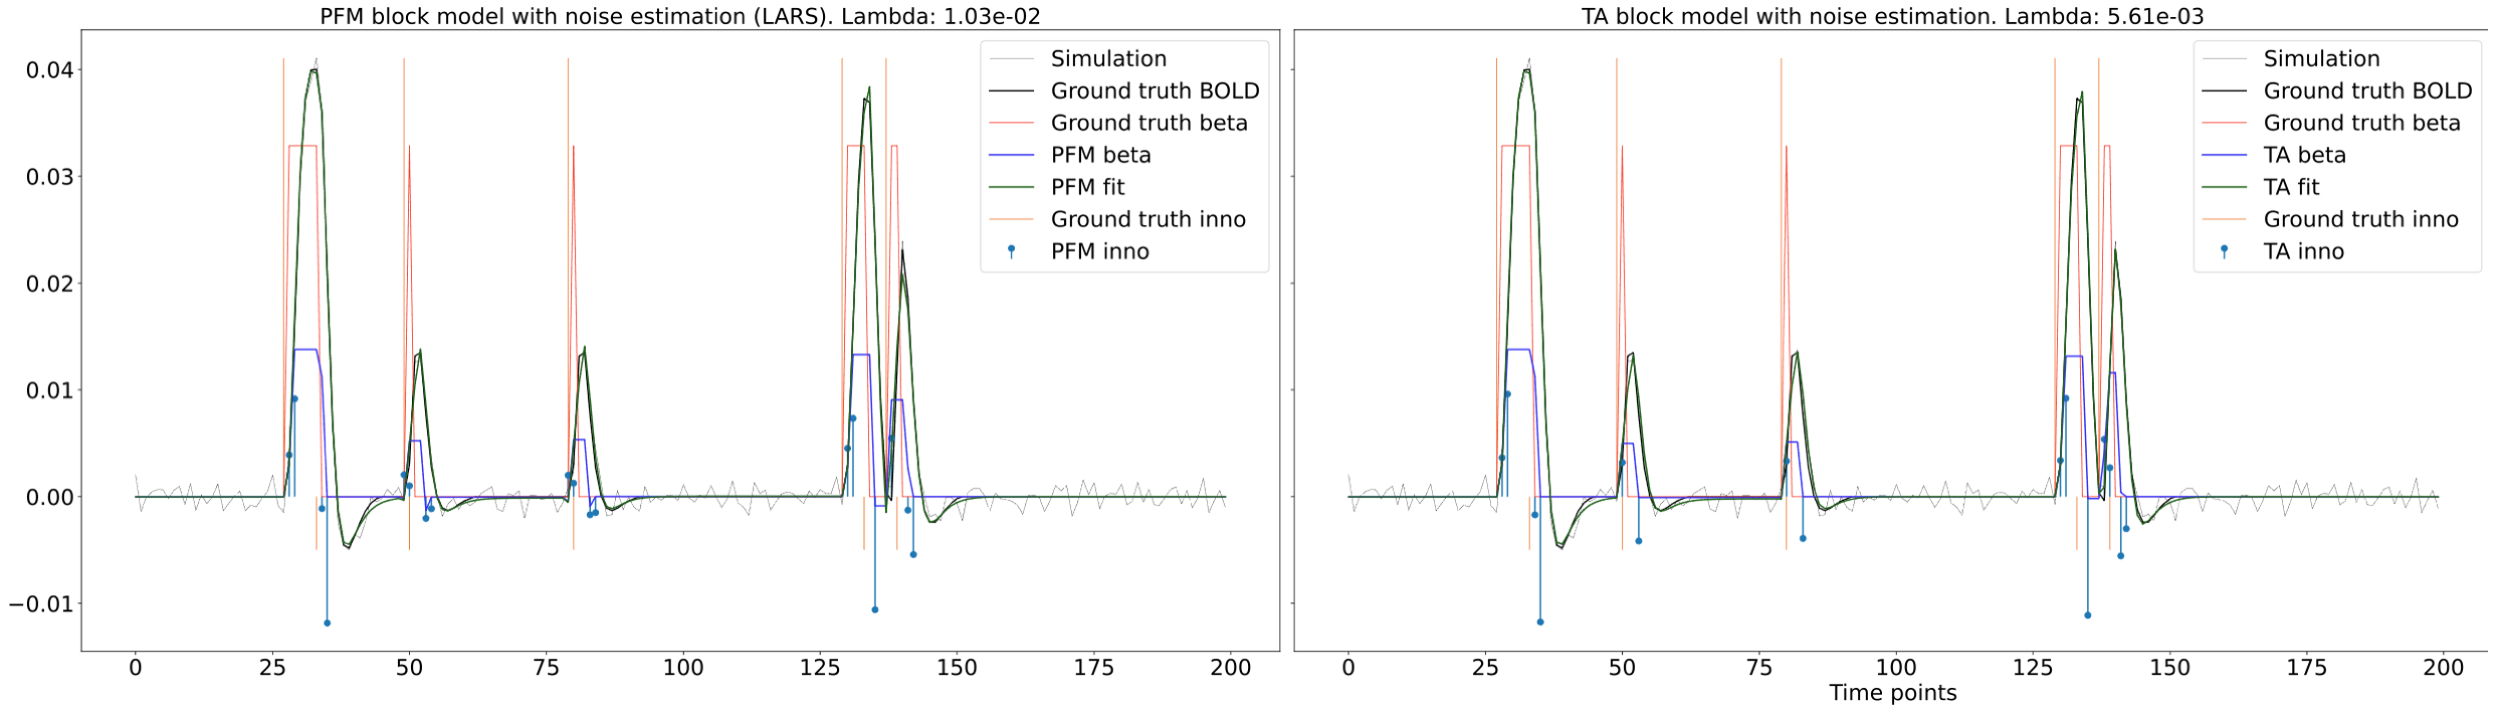 PFM block model with noise estimation (LARS). Lambda: 1.03e-02
0.04
0.03
0.02
0.01
0.00
−0.01
0 25 50 75 100 125 150 175 200
Simulation
Ground truth BOLD
Ground truth beta
PFM beta
PFM fit
Ground truth inno
PFM inno
TA block model with noise estimation. Lambda: 5.61e-03
Simulation
Ground truth BOLD
Ground truth beta
TA beta
TA fit
Ground truth inno
TA inno
0 25 50 75 100 125 150 175 200
Time points